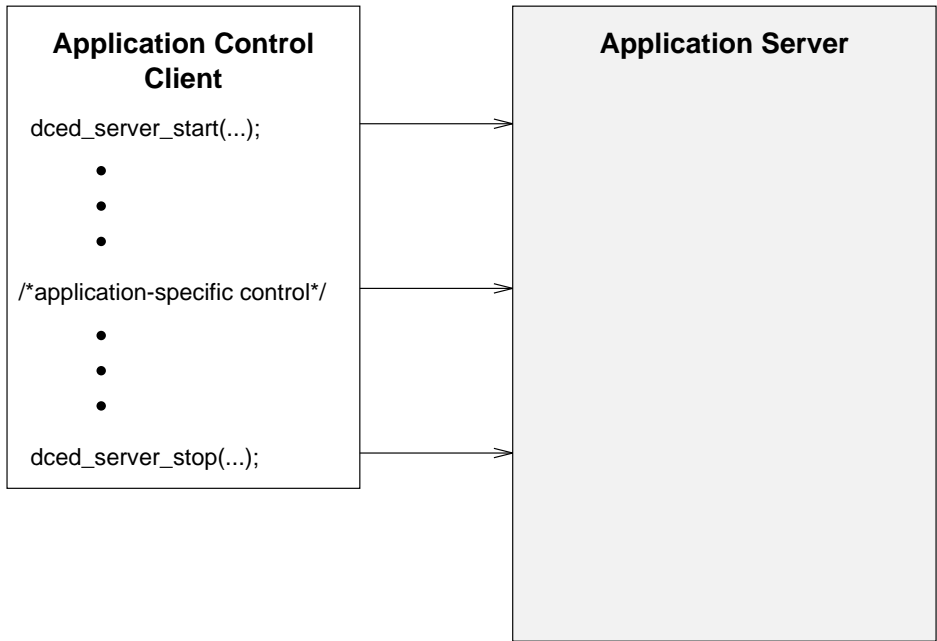 Application Control
Client
Application Server
dced_server_start(...);
/*application-specific control*/
dced_server_stop(...);